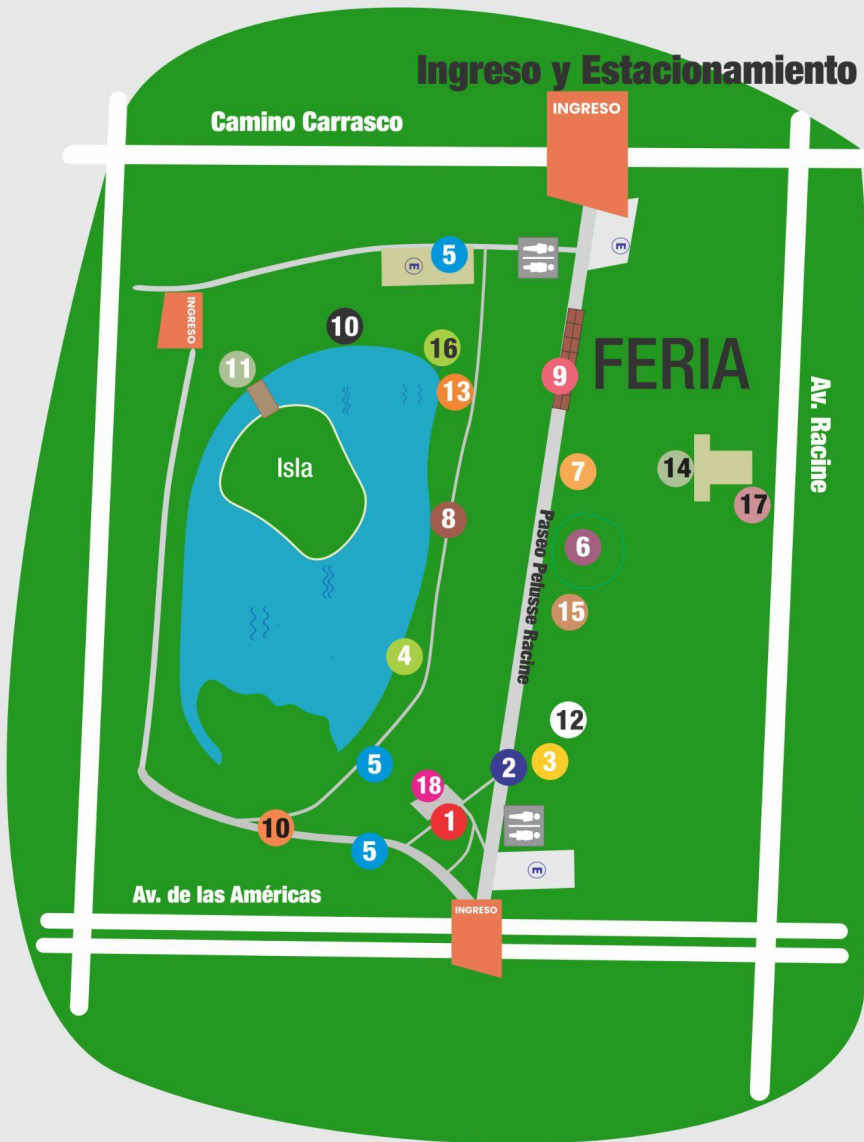 Ingreso y Estacionamiento
INGRESO
Camino Carrasco
E
5
E
INGRESO
10
16
11
13
9
FERIA
Av. Racine
Isla
7
14
17
8
6
Paseo Pelusse Racine
15
4
12
5
2
3
18
1
10
5
E
Av. de las Américas
INGRESO